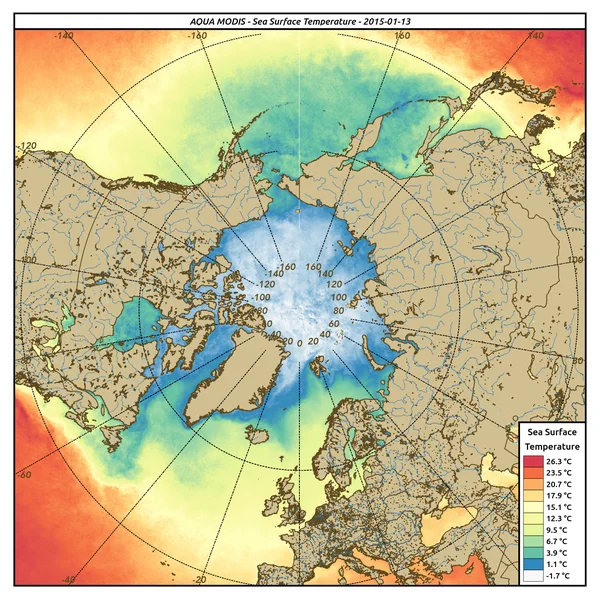 AQUA MODIS - Sea Surface Temperature - 2015-01-13
-140
-160
160
140
-120
120
-100
100
-160 160
-140 140
-120 120
-100 100
-80 80
60
-40 40
-20 0 20
-80
80
-60
-40
-20
Sea Surface
Temperature
26.3 °C
23.5 °C
20.7 °C
17.9 °C
15.1 °C
12.3 °C
9.5 °C
6.7 °C
3.9 °C
1.1 °C
-1.7 °C